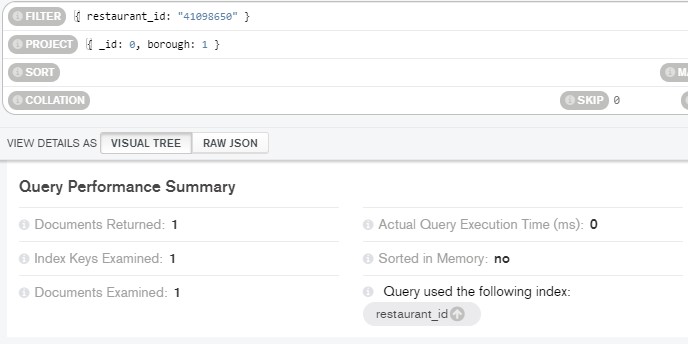 FILTER { restaurant_id: "41098650" }
PROJECT { _id: 0, borough: 1 }
SORT
COLLATION SKIP 0
VIEW DETAILS AS VISUAL TREE RAW JSON
Query Performance Summary
Documents Returned: 1 Actual Query Execution Time (ms): 0
Index Keys Examined: 1 Sorted in Memory: no
Documents Examined: 1 Query used the following index:
restaurant_id